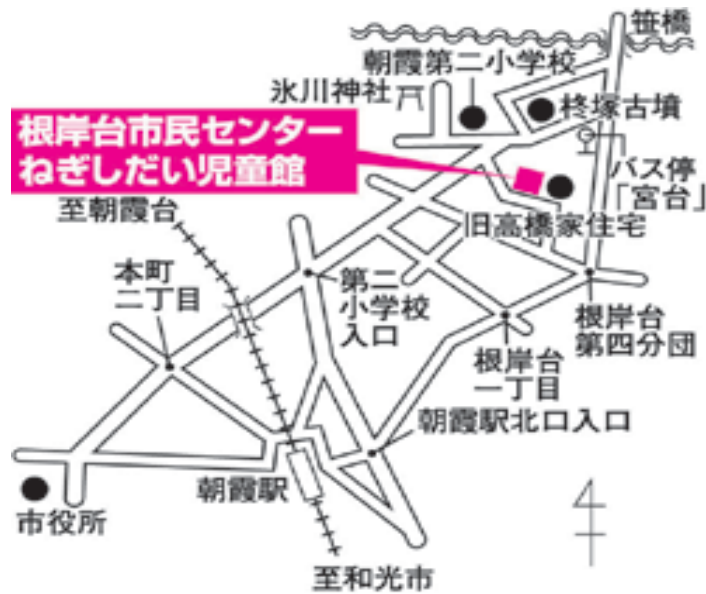 笹橋
朝霞第二小学校
氷川神社
柊塚古墳
根岸台市民センター
ねぎしだい児童館
バス停
「宮台」
至朝霞台
旧高橋家住宅
本町
二丁目
第二
小学校
入口
根岸台
第四分団
根岸台
一丁目
朝霞駅北口入口
朝霞駅
市役所
至和光市